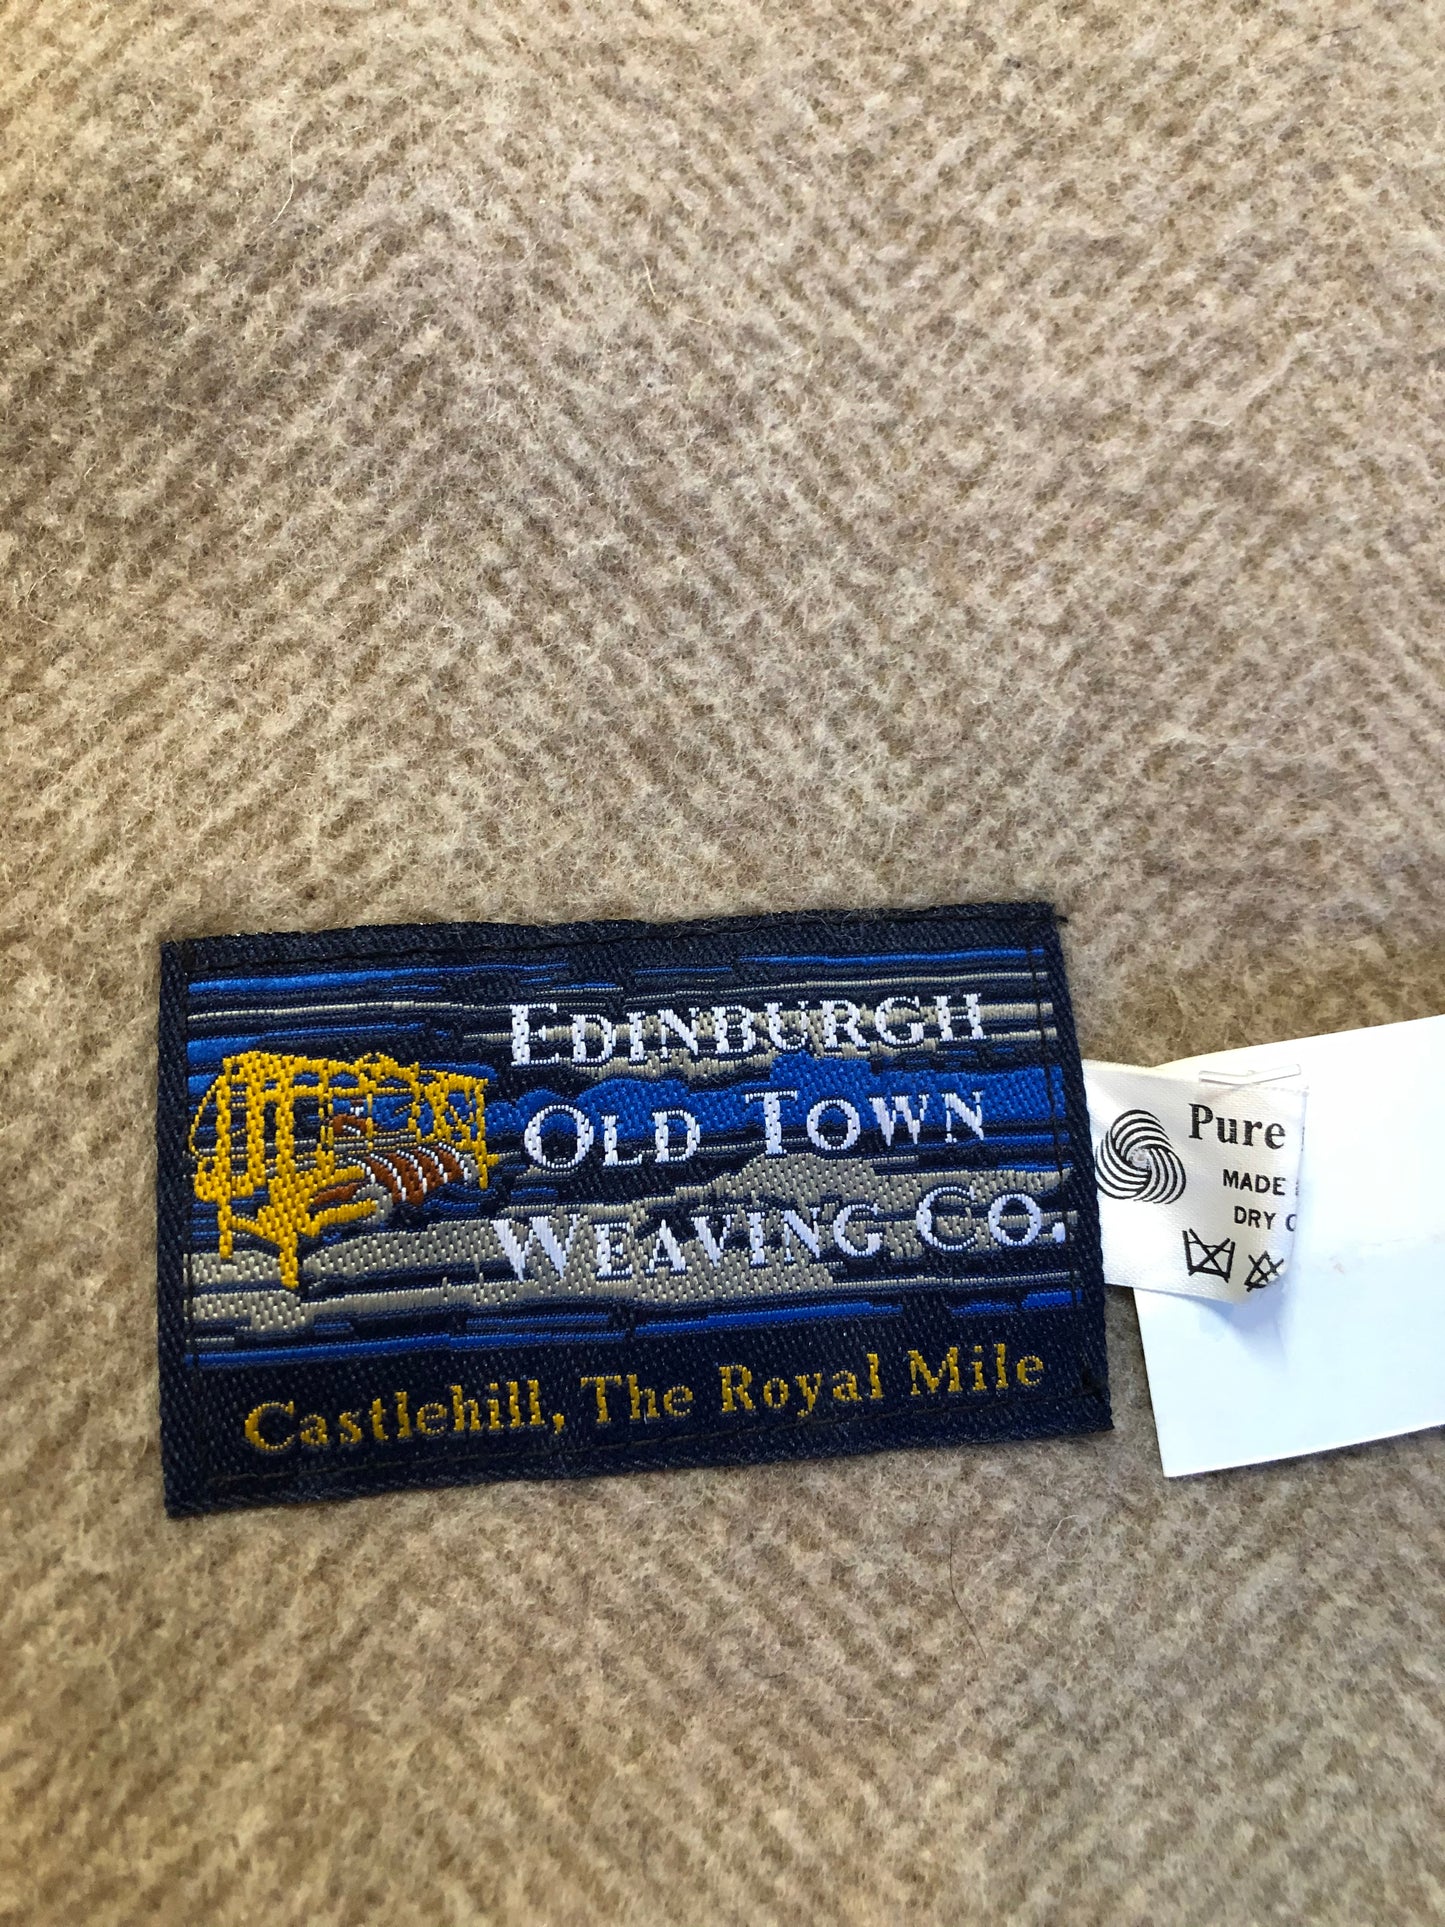 EDINBURGH
OLD TOWN
WEAVING CO.
Castlehill, The Royal Mile
Pure
MADE
DRY